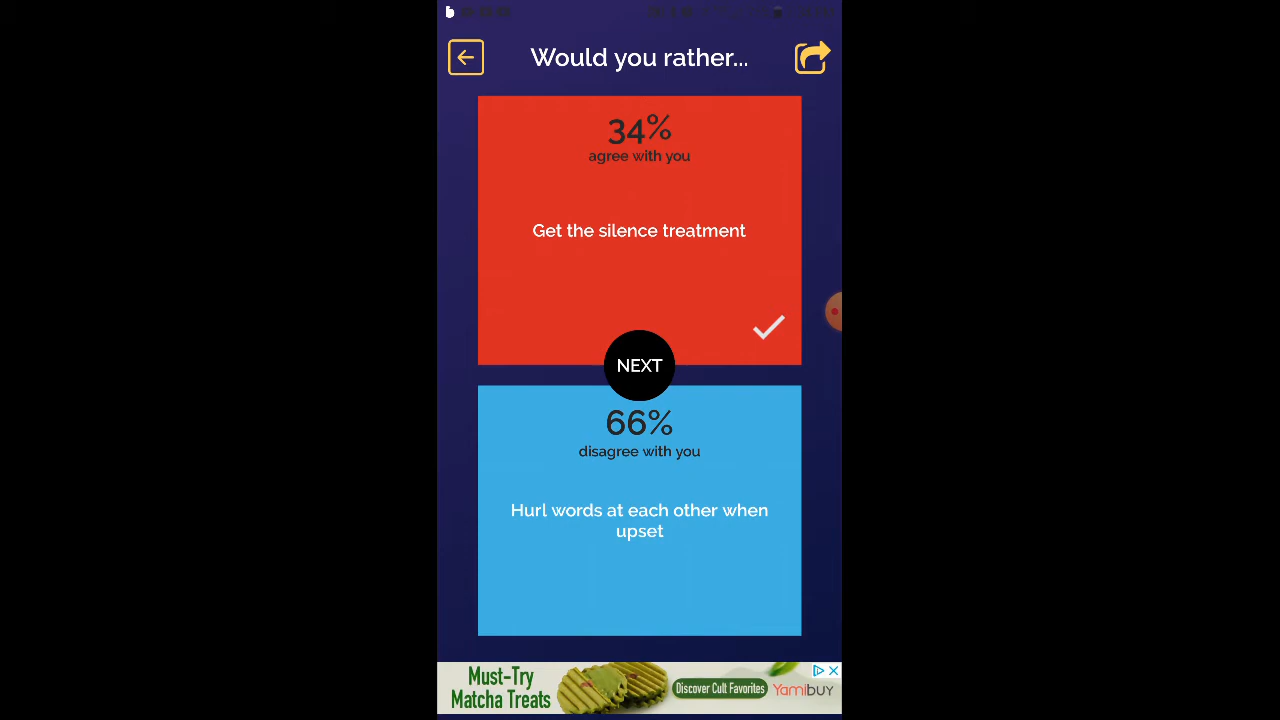 Would you rather...
34%
agree with you
Get the silence treatment
NEXT
66%
disagree with you
Hurl words at each other when
upset
Must-Try
Matcha Treats
Discover Cult Favorites
Yamibuy